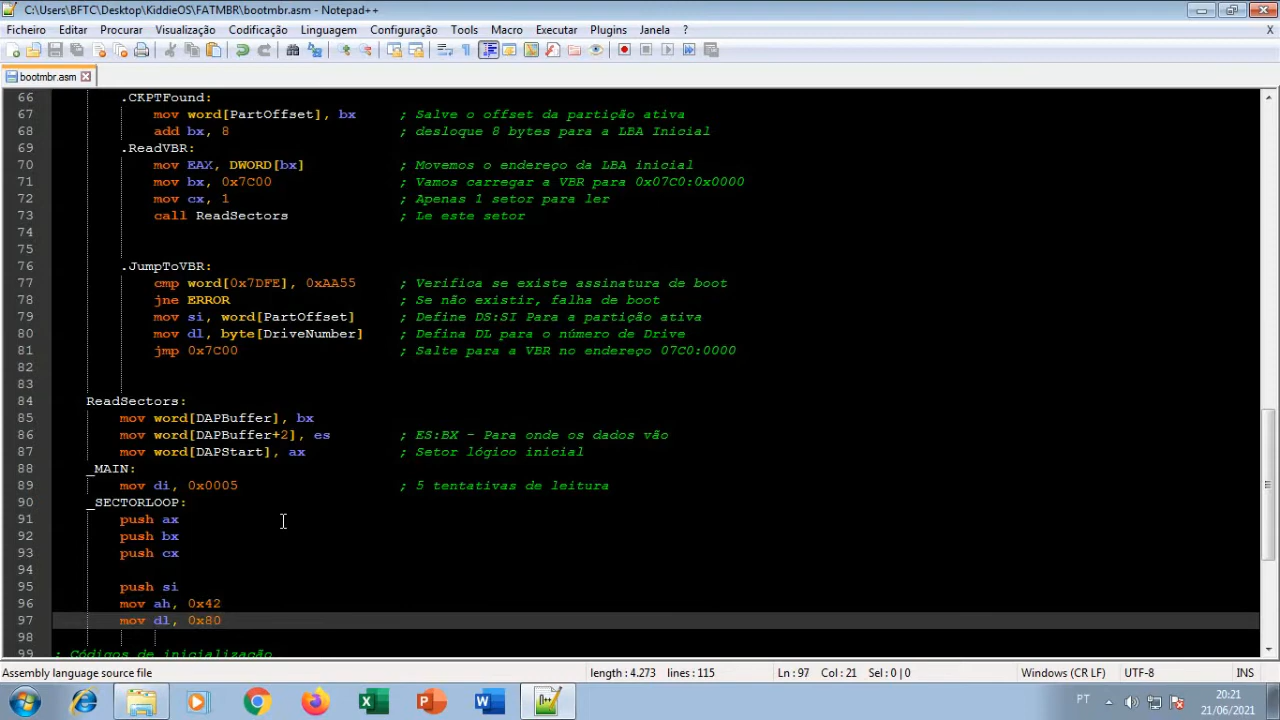 C:\Users\BFTC\Desktop\KiddieOS\FATMBR\bootmbr.asm - Notepad++
Ficheiro Editar Procurar Visualização Codificação Linguagem Configuração Tools Macro Executar Plugins Janela ? X
bootmbr.asm
66 .CKPTFound:
67 mov word[PartOffset], bx ; Salve o offset da partição ativa
68 add bx, 8 ; desloque 8 bytes para a LBA Inicial
69 .ReadVBR:
70 mov EAX, DWORD[bx] ; Movemos o endereço da LBA inicial
71 mov bx, 0x7C00 ; Vamos carregar a VBR para 0x07C0:0x0000
72 mov cx, 1 ; Apenas 1 setor para ler
73 call ReadSectors ; Le este setor
74
75
76 .JumpToVBR:
77 cmp word[0x7DFE], 0xAA55 ; Verifica se existe assinatura de boot
78 jne ERROR ; Se não existir, falha de boot
79 mov si, word[PartOffset] ; Define DS:SI Para a partição ativa
80 mov dl, byte[DriveNumber] ; Defina DL para o número de Drive
81 jmp 0x7C00 ; Salte para a VBR no endereço 07C0:0000
82
83
84 ReadSectors:
85 mov word[DAPBuffer], bx
86 mov word[DAPBuffer+2], es ; ES:BX - Para onde os dados vão
87 mov word[DAPStart], ax ; Setor lógico inicial
88 _MAIN:
89 mov di, 0x0005 ; 5 tentativas de leitura
90 _SECTORLOOP:
91 push ax
92 push bx
93 push cx
94
95 push si
96 mov ah, 0x42
97 mov dl, 0x80
98
99 ; Códigos de inicialização
Assembly language source file length : 4.273 lines : 115 Ln : 97 Col : 21 Sel : 0 | 0 Windows (CR LF) UTF-8 INS
PT 20:21
21/06/2021